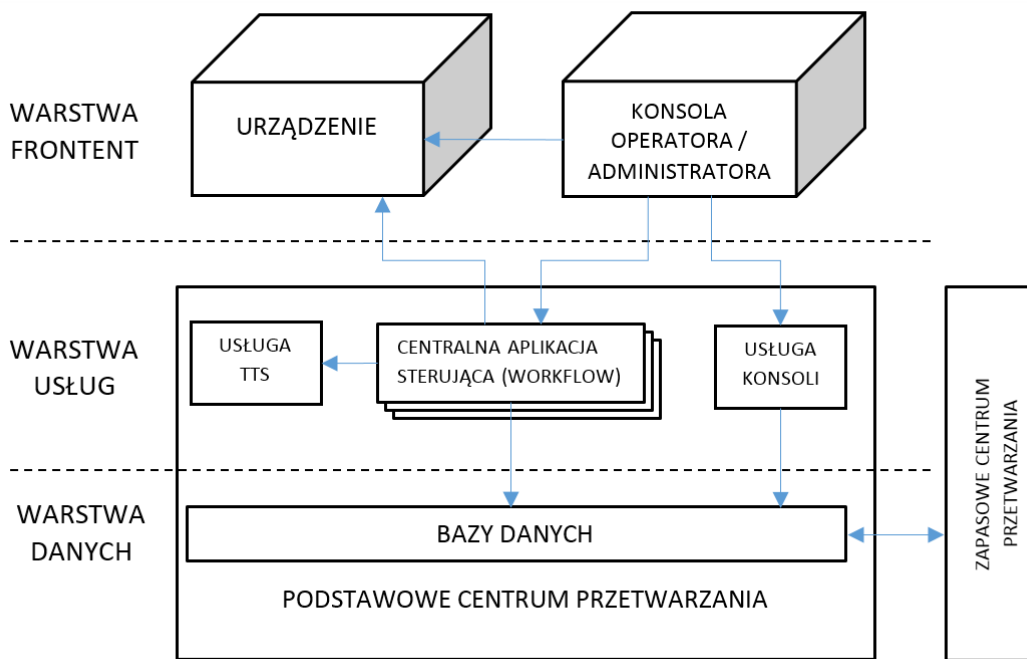 WARSTWA
FRONTENT
URZĄDZENIE
KONSOLA
OPERATORA /
ADMINISTRATORA
WARSTWA
USŁUG
USŁUGA
TTS
CENTRALNA APLIKACJA
STERUJĄCA (WORKFLOW)
USŁUGA
KONSOLI
WARSTWA
DANYCH
BAZY DANYCH
PODSTAWOWE CENTRUM PRZETWARZANIA
ZAPASOWE CENTRUM
PRZETWARZANIA